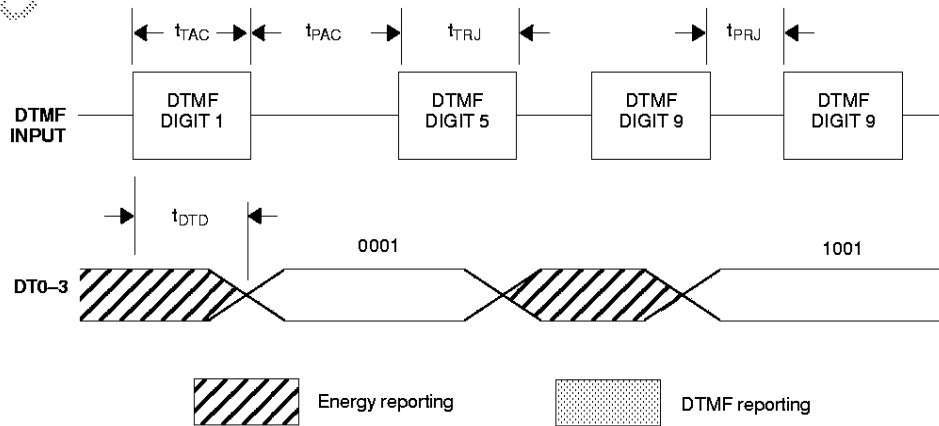 tTAC
tPAC
tTRJ
tPRJ
DTMF
INPUT
DTMF
DIGIT 1
DTMF
DIGIT 5
DTMF
DIGIT 9
DTMF
DIGIT 9
tDTD
0001
1001
DT0–3
Energy reporting
DTMF reporting